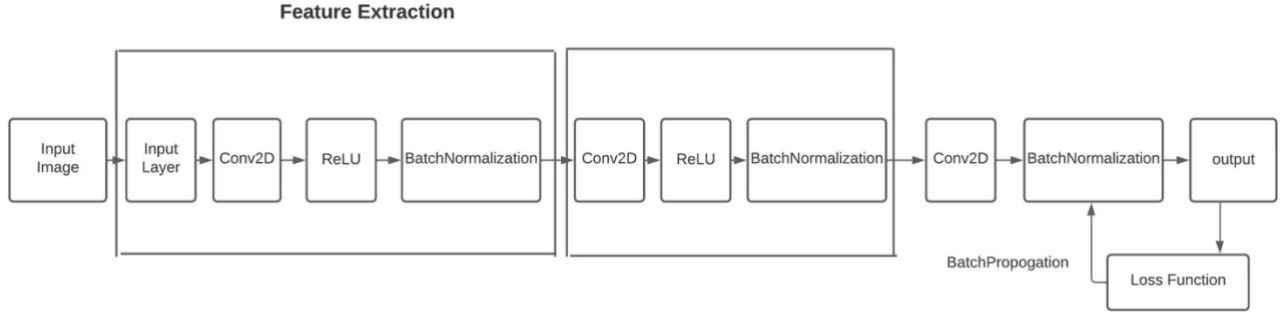 Feature Extraction
Input
Image
Input
Layer
Conv2D
ReLU
BatchNormalization
Conv2D
ReLU
BatchNormalization
Conv2D
BatchNormalization
output
BatchPropogation
Loss Function